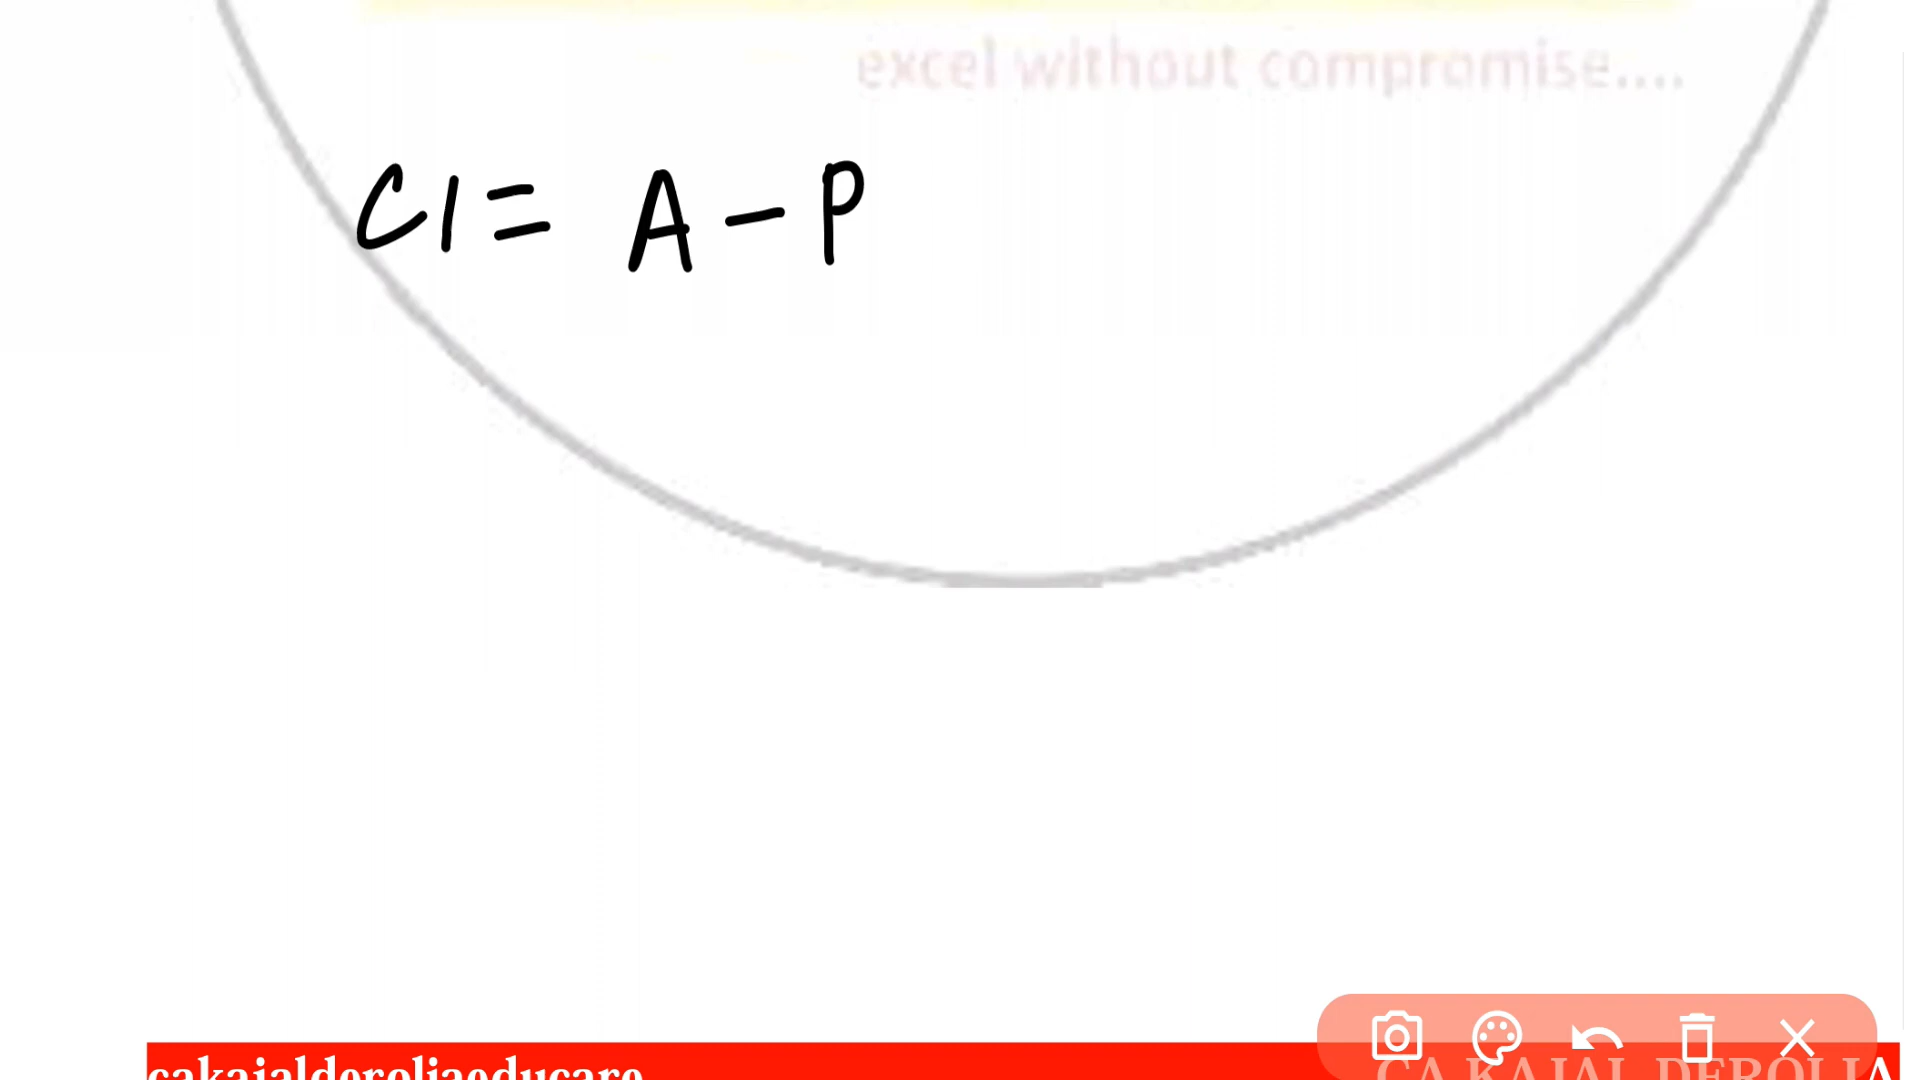 excel without compromise....
CI = A - P
cakajalderoliaeducare
CA KAJAL DEROLIA